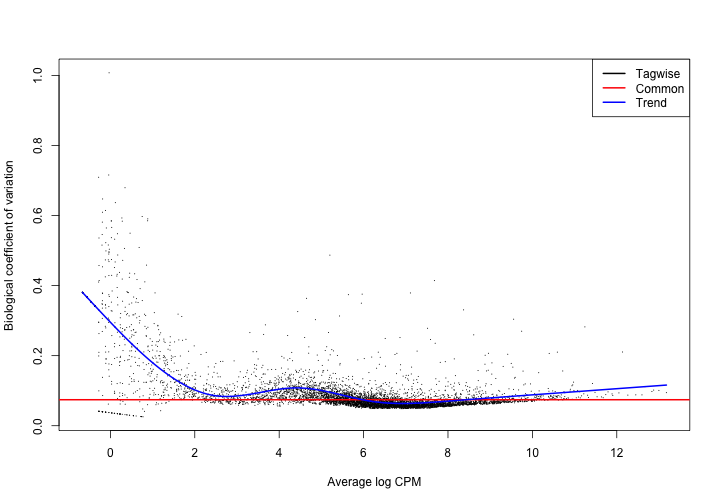 Tagwise
Common
Trend
Biological coefficient of variation
1.0
0.8
0.6
0.4
0.2
0.0
0 2 4 6 8 10 12
Average log CPM